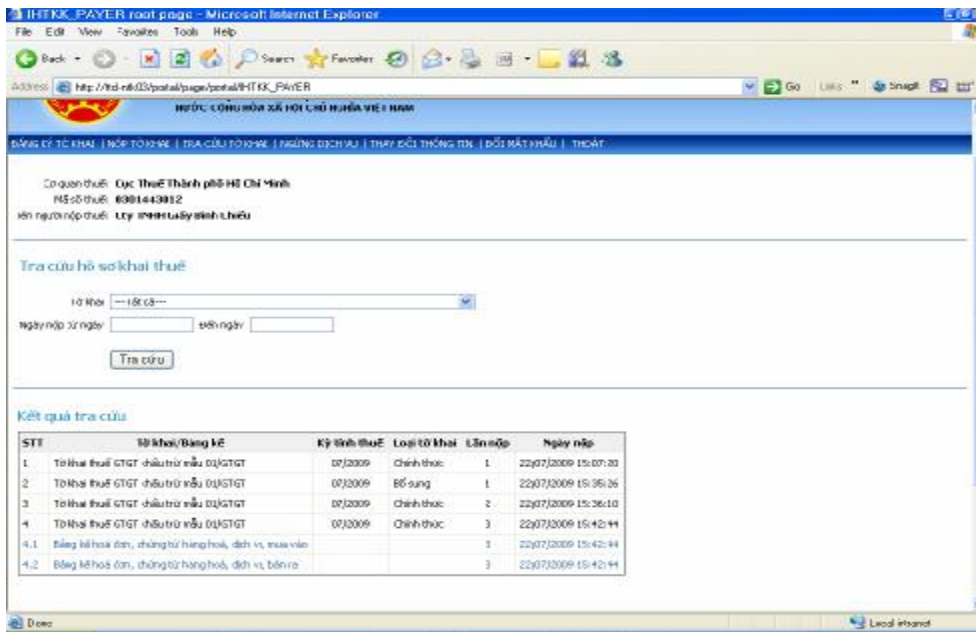 IHTKK_PAYER root page - Microsoft Internet Explorer
File Edit View Favorites Tools Help
Back Search Favorites
Address http://ttd-ntk03/portal/page/portal/IHTKK_PAYER Go Links SnagIt
NƯỚC CỘNG HÒA XÃ HỘI CHỦ NGHĨA VIỆT NAM
ĐĂNG KÝ TỜ KHAI | NỘP TỜ KHAI | TRA CỨU TỜ KHAI | NGỪNG DỊCH VỤ | THAY ĐỔI THÔNG TIN | ĐỔI MẬT KHẨU | THOÁT
Cơ quan thuế: Cục Thuế Thành phố Hồ Chí Minh
Mã số thuế: 0301443012
Tên người nộp thuế: Cty TNHH Giấy Bình Chiểu
Tra cứu hồ sơ khai thuế
Tờ khai ---Tất cả---
Ngày nộp từ ngày Đến ngày
Tra cứu
Kết quả tra cứu
STT Tờ khai/Bảng kê Kỳ tính thuế Loại tờ khai Lần nộp Ngày nộp
1 Tờ khai thuế GTGT khấu trừ mẫu 01/GTGT 07/2009 Chính thức 1 22/07/2009 15:07:20
2 Tờ khai thuế GTGT khấu trừ mẫu 01/GTGT 07/2009 Bổ sung 1 22/07/2009 15:35:26
3 Tờ khai thuế GTGT khấu trừ mẫu 01/GTGT 07/2009 Chính thức 2 22/07/2009 15:36:10
4 Tờ khai thuế GTGT khấu trừ mẫu 01/GTGT 07/2009 Chính thức 3 22/07/2009 15:42:44
4.1 Bảng kê hoá đơn, chứng từ hàng hoá, dịch vụ mua vào 3 22/07/2009 15:42:44
4.2 Bảng kê hoá đơn, chứng từ hàng hoá, dịch vụ bán ra 3 22/07/2009 15:42:44
Done Local intranet